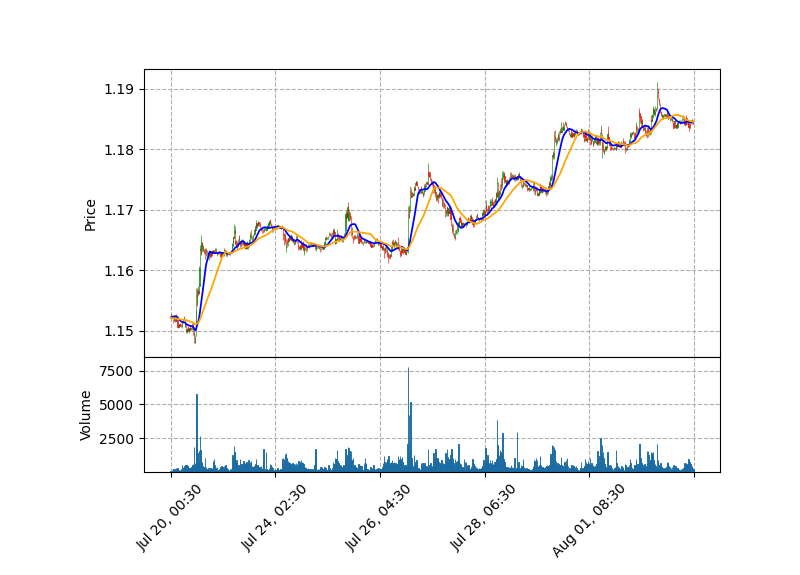 1.19
1.18
1.17
1.16
1.15
Price
7500
5000
2500
Volume
Jul 20, 00:30
Jul 24, 02:30
Jul 26, 04:30
Jul 28, 06:30
Aug 01, 08:30